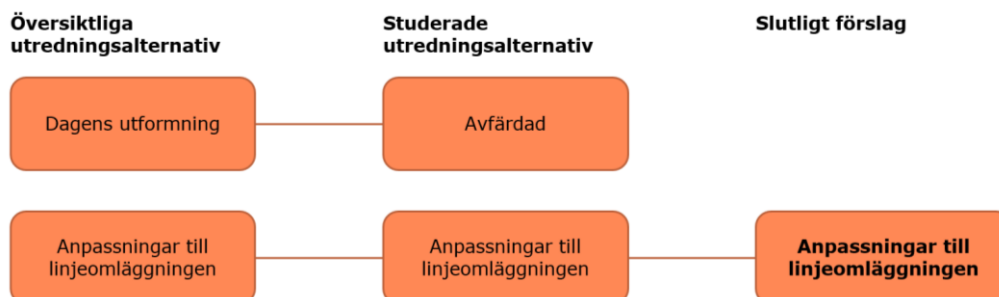 Översiktliga
utredningsalternativ
Studerade
utredningsalternativ
Slutligt förslag
Dagens utformning
Avfärdad
Anpassningar till
linjeomläggningen
Anpassningar till
linjeomläggningen
Anpassningar till
linjeomläggningen